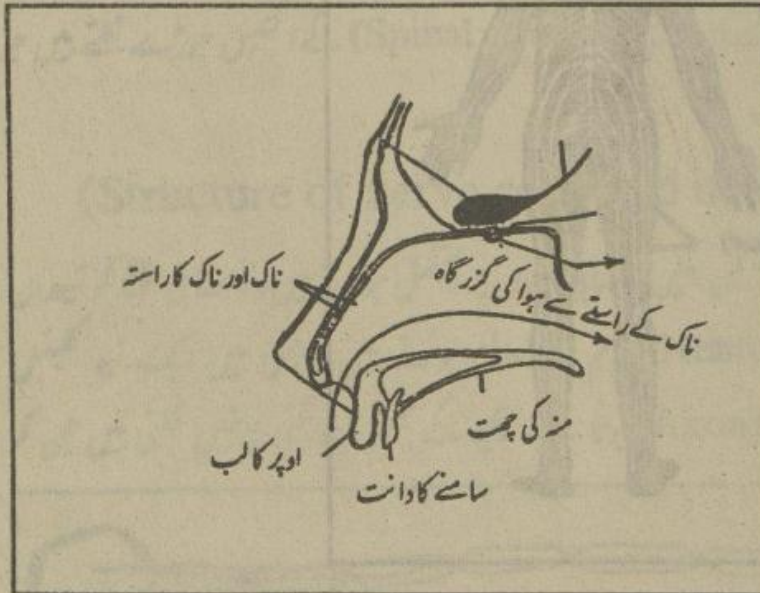 ناک اور ناک کا راستہ
ناک کے راستے سے ہوا کی گزرگاہ
منہ کی چھت
اوپر کا لب
سامنے کا دانت